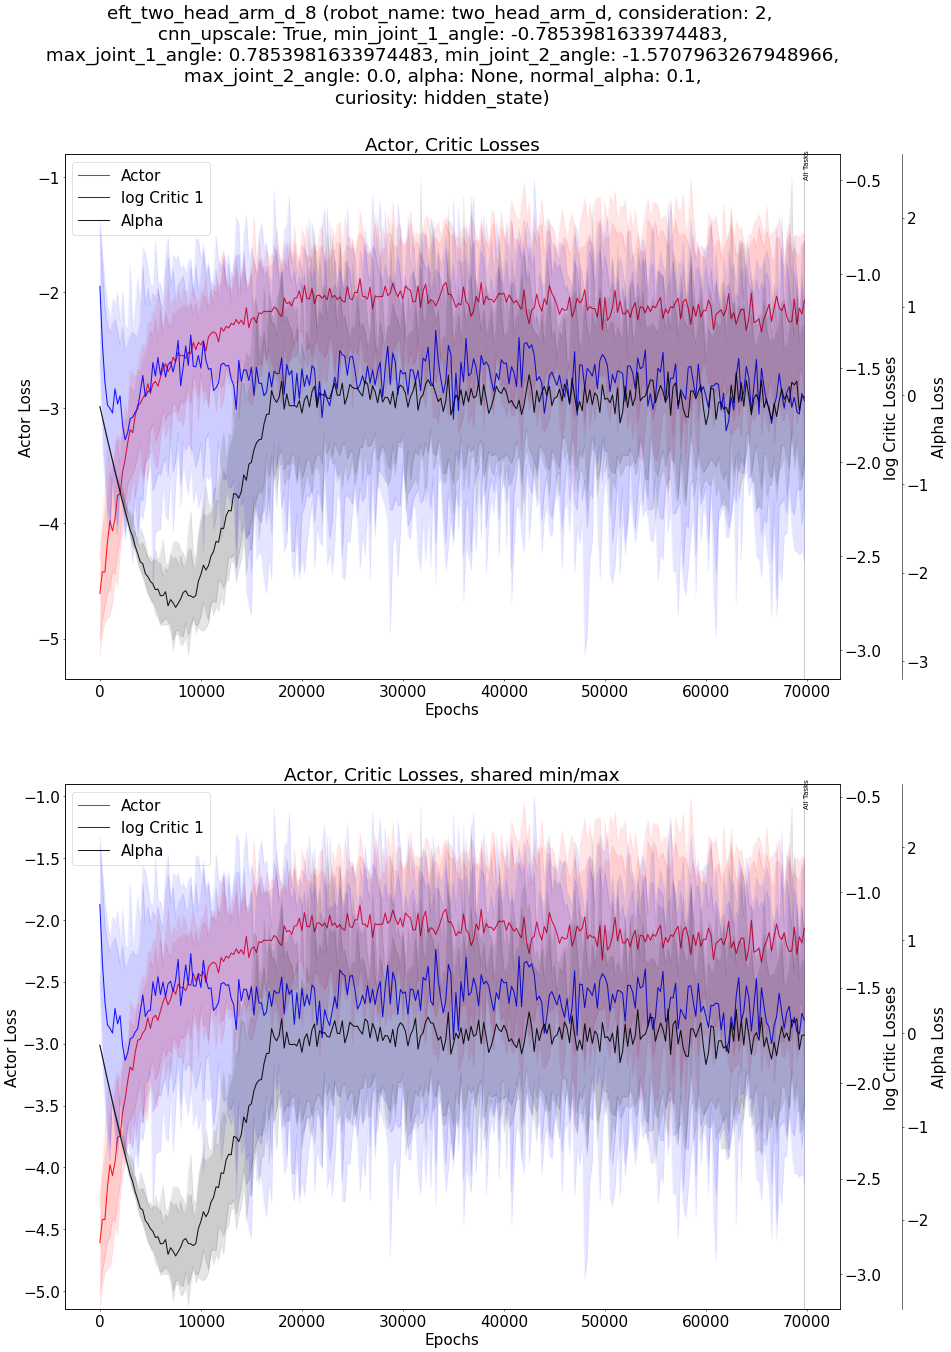 eft_two_head_arm_d_8 (robot_name: two_head_arm_d, consideration: 2,
cnn_upscale: True, min_joint_1_angle: -0.7853981633974483,
max_joint_1_angle: 0.7853981633974483, min_joint_2_angle: -1.5707963267948966,
max_joint_2_angle: 0.0, alpha: None, normal_alpha: 0.1,
curiosity: hidden_state)
Actor, Critic Losses
All Tasks
Actor
log Critic 1
Alpha
−1
−2
−3
−4
−5
Actor Loss
−0.5
−1.0
−1.5
−2.0
−2.5
−3.0
log Critic Losses
2
1
0
−1
−2
−3
Alpha Loss
0
10000
20000
30000
40000
50000
60000
70000
Epochs
Actor, Critic Losses, shared min/max
All Tasks
Actor
log Critic 1
Alpha
−1.0
−1.5
−2.0
−2.5
−3.0
−3.5
−4.0
−4.5
−5.0
Actor Loss
−0.5
−1.0
−1.5
−2.0
−2.5
−3.0
log Critic Losses
2
1
0
−1
−2
Alpha Loss
0
10000
20000
30000
40000
50000
60000
70000
Epochs